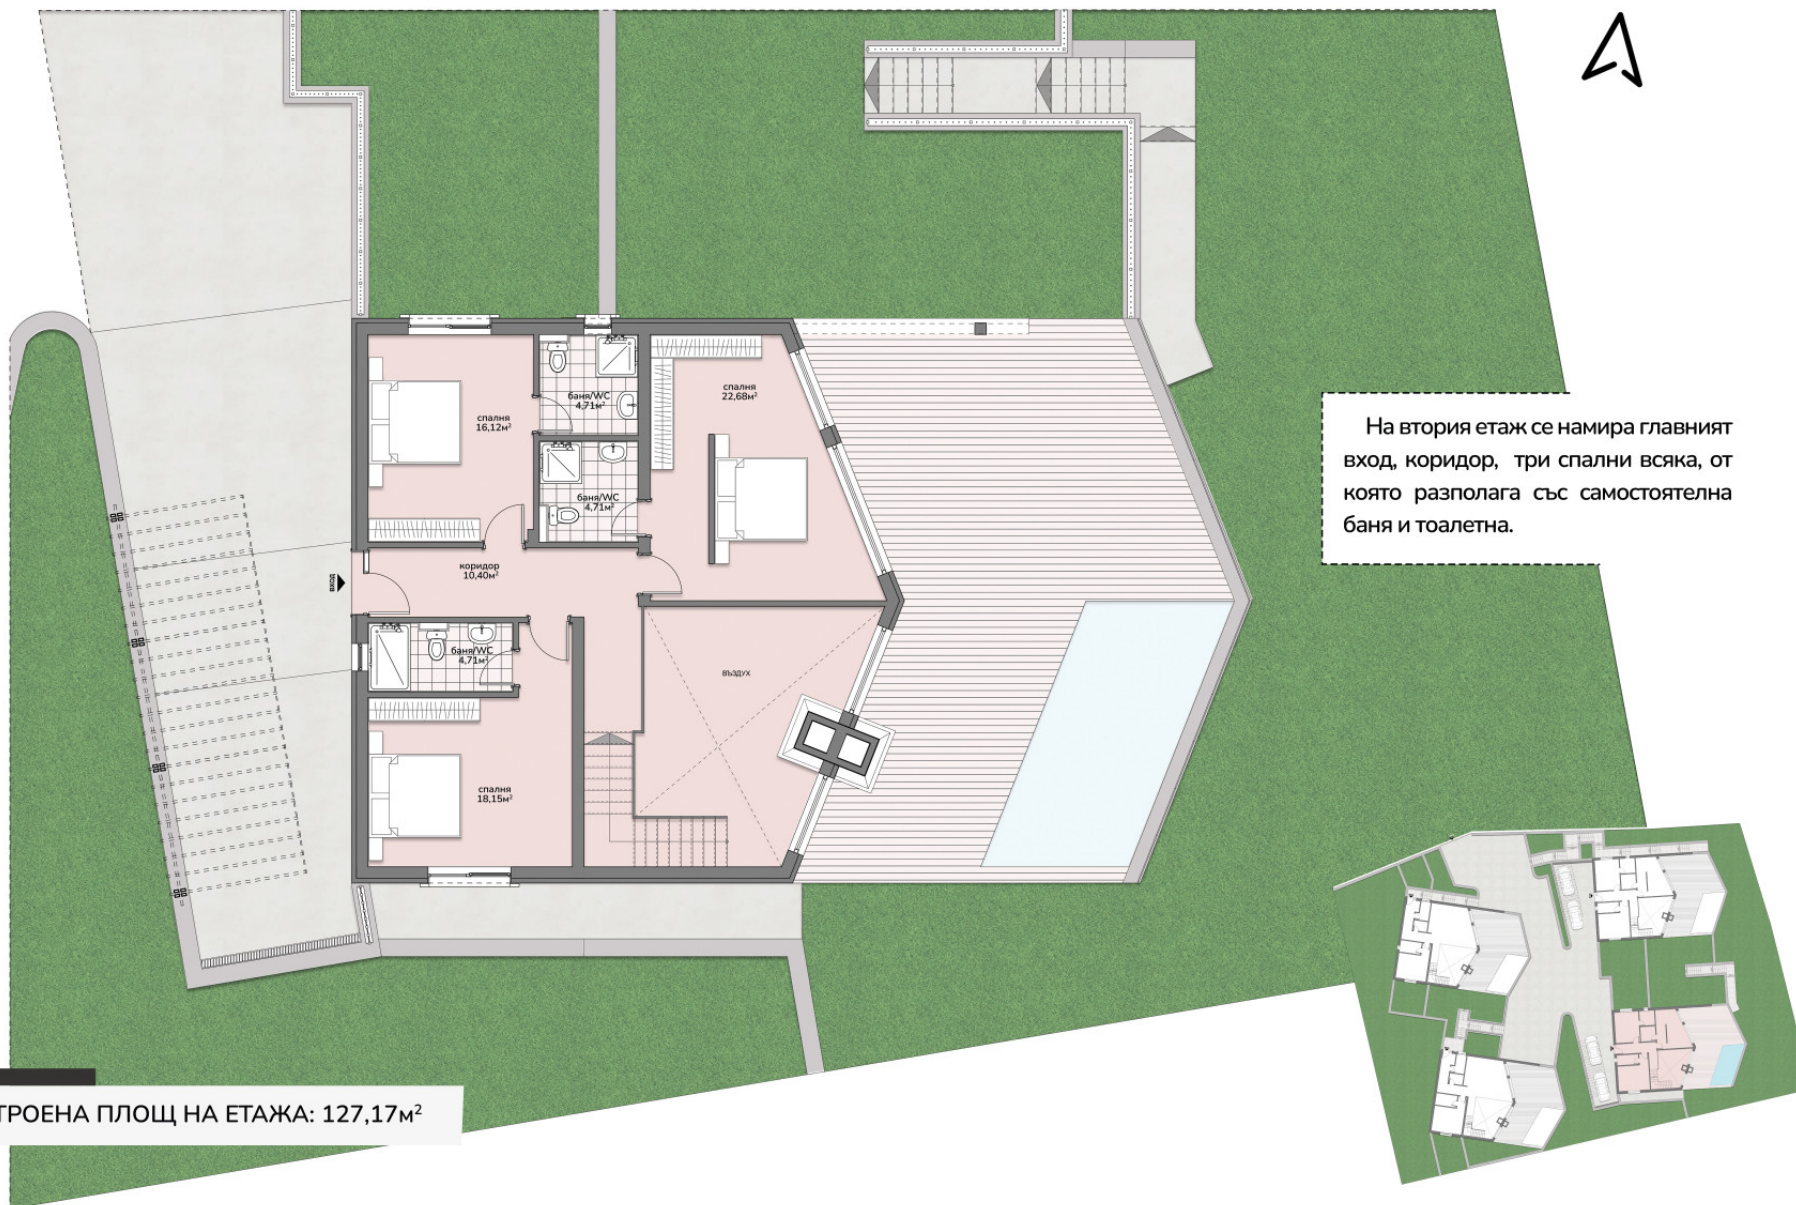 спалня
16,12м²
баня/WC
4,71м²
спалня
22,68м²
баня/WC
4,71м²
коридор
10,40м²
вход
баня/WC
4,71м²
въздух
спалня
18,15м²
На втория етаж се намира главният
вход, коридор, три спални всяка, от
която разполага със самостоятелна
баня и тоалетна.
ТРОЕНА ПЛОЩ НА ЕТАЖА: 127,17м²